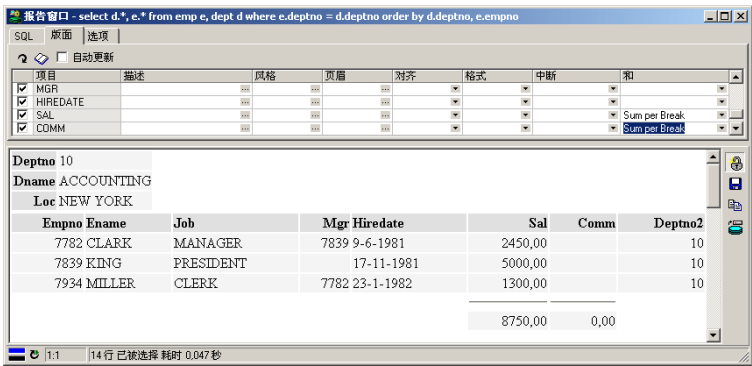 报告窗口 - select d.*, e.* from emp e, dept d where e.deptno = d.deptno order by d.deptno, e.empno
SQL 版面 选项
自动更新
项目 描述 风格 页眉 对齐 格式 中断 和
MGR
HIREDATE
SAL Sum per Break
COMM Sum per Break
Deptno 10
Dname ACCOUNTING
Loc NEW YORK
Empno Ename Job Mgr Hiredate Sal Comm Deptno2
7782 CLARK MANAGER 7839 9-6-1981 2450,00 10
7839 KING PRESIDENT 17-11-1981 5000,00 10
7934 MILLER CLERK 7782 23-1-1982 1300,00 10
8750,00 0,00
1:1 14 行 已被选择 耗时 0,047 秒